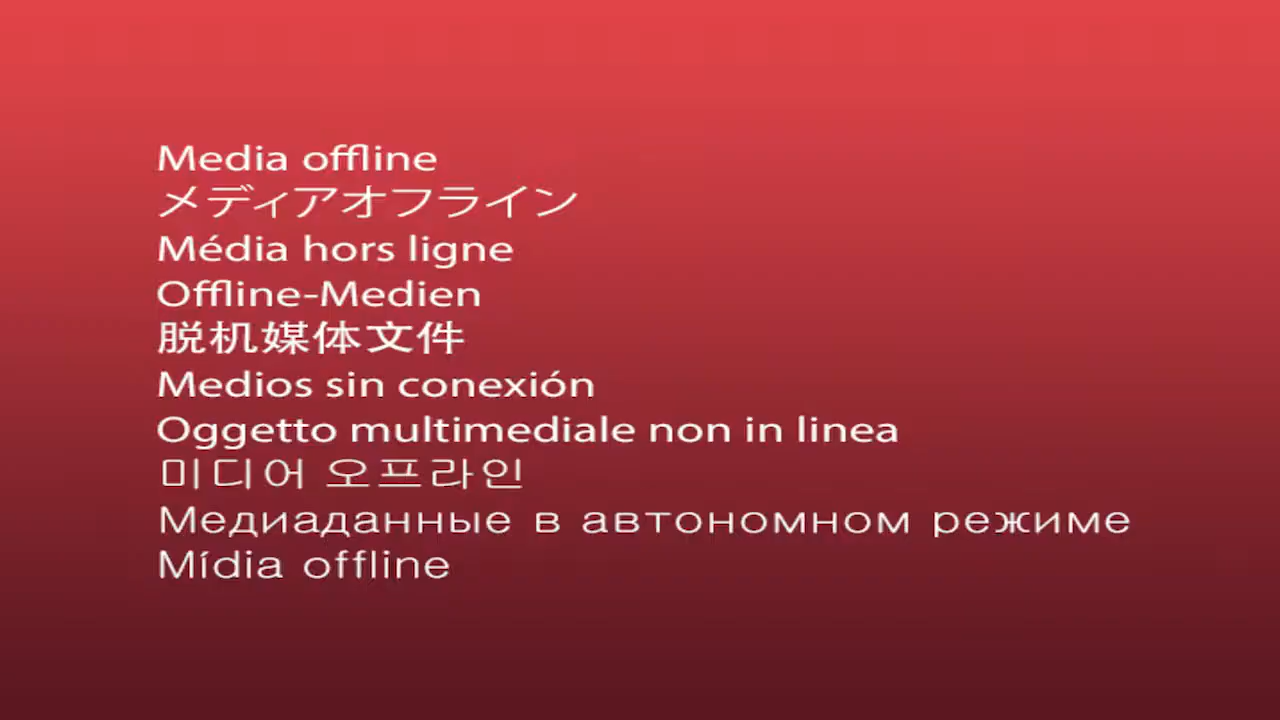 Media offline
メディアオフライン
Média hors ligne
Offline-Medien
脱机媒体文件
Medios sin conexión
Oggetto multimediale non in linea
미디어 오프라인
Медиаданные в автономном режиме
Mídia offline